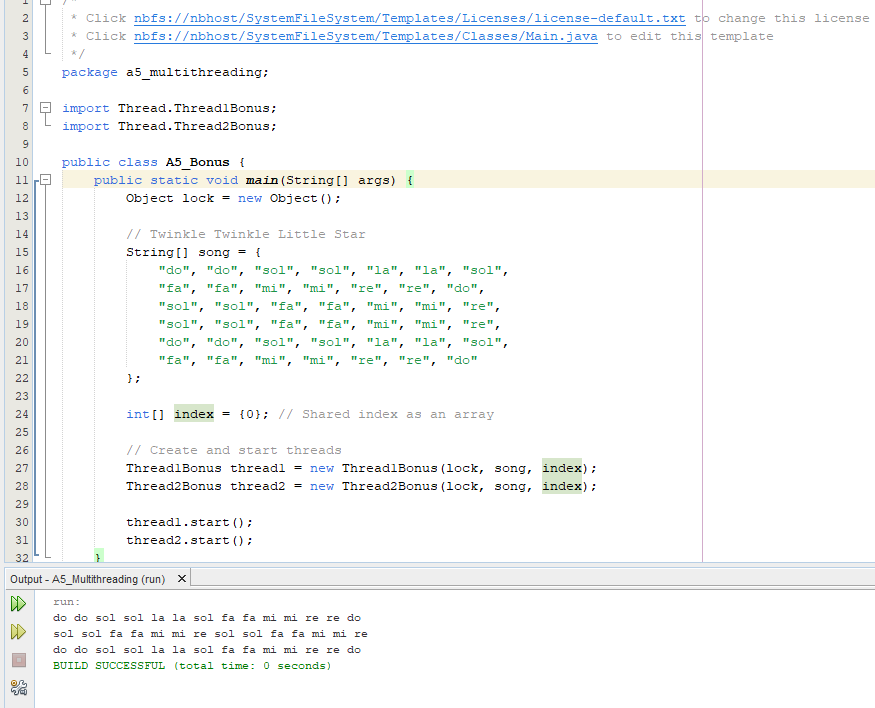 1 /*
2 * Click nbfs://nbhost/SystemFileSystem/Templates/Licenses/license-default.txt to change this license
3 * Click nbfs://nbhost/SystemFileSystem/Templates/Classes/Main.java to edit this template
4 */
5 package a5_multithreading;
6
7 import Thread.Thread1Bonus;
8 import Thread.Thread2Bonus;
9
10 public class A5_Bonus {
11 public static void main(String[] args) {
12 Object lock = new Object();
13
14 // Twinkle Twinkle Little Star
15 String[] song = {
16 "do", "do", "sol", "sol", "la", "la", "sol",
17 "fa", "fa", "mi", "mi", "re", "re", "do",
18 "sol", "sol", "fa", "fa", "mi", "mi", "re",
19 "sol", "sol", "fa", "fa", "mi", "mi", "re",
20 "do", "do", "sol", "sol", "la", "la", "sol",
21 "fa", "fa", "mi", "mi", "re", "re", "do"
22 };
23
24 int[] index = {0}; // Shared index as an array
25
26 // Create and start threads
27 Thread1Bonus thread1 = new Thread1Bonus(lock, song, index);
28 Thread2Bonus thread2 = new Thread2Bonus(lock, song, index);
29
30 thread1.start();
31 thread2.start();
32 }
Output - A5_Multithreading (run) ×
run:
do do sol sol la la sol fa fa mi mi re re do
sol sol fa fa mi mi re sol sol fa fa mi mi re
do do sol sol la la sol fa fa mi mi re re do
BUILD SUCCESSFUL (total time: 0 seconds)